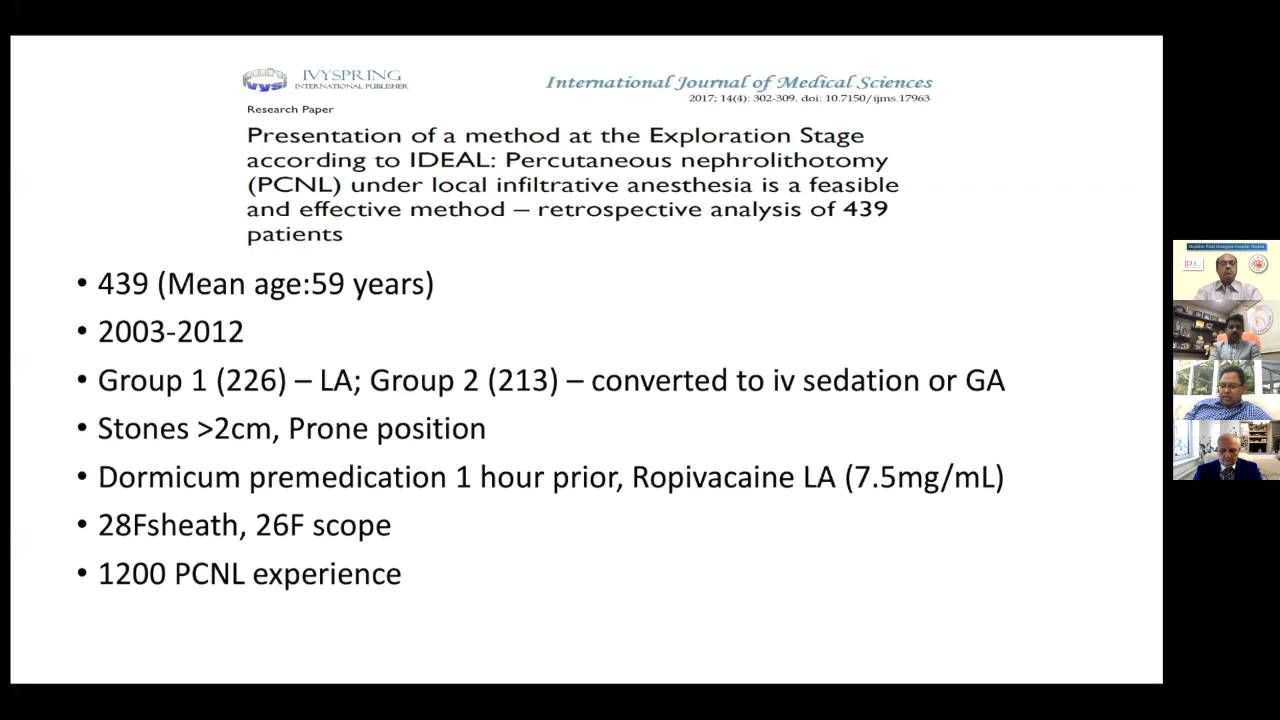 IVYSPRING
INTERNATIONAL PUBLISHER
International Journal of Medical Sciences
2017; 14(4): 302-309. doi: 10.7150/ijms.17963
Research Paper
Presentation of a method at the Exploration Stage
according to IDEAL: Percutaneous nephrolithotomy
(PCNL) under local infiltrative anesthesia is a feasible
and effective method – retrospective analysis of 439
patients
• 439 (Mean age:59 years)
• 2003-2012
• Group 1 (226) – LA; Group 2 (213) – converted to iv sedation or GA
• Stones >2cm, Prone position
• Dormicum premedication 1 hour prior, Ropivacaine LA (7.5mg/mL)
• 28Fsheath, 26F scope
• 1200 PCNL experience